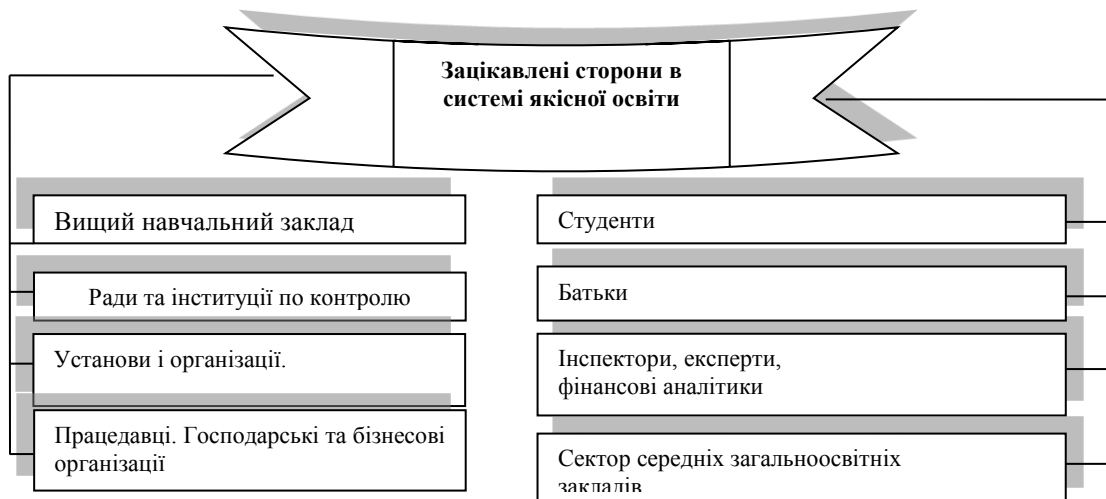 Зацікавлені сторони в
системі якісної освіти
Вищий навчальний заклад
Ради та інституції по контролю
Установи і організації.
Працедавці. Господарські та бізнесові
організації
Студенти
Батьки
Інспектори, експерти,
фінансові аналітики
Сектор середніх загальноосвітніх
закладів